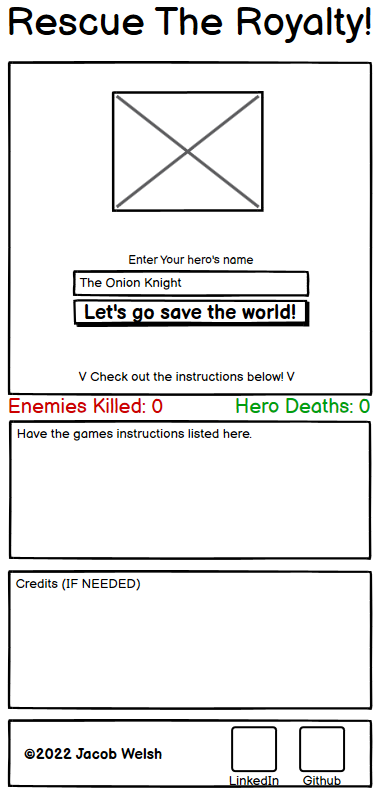 Rescue The Royalty!
Enter Your hero's name
The Onion Knight
Let's go save the world!
V Check out the instructions below! V
Enemies Killed: 0 Hero Deaths: 0
Have the games instructions listed here.
Credits (IF NEEDED)
©2022 Jacob Welsh
LinkedIn Github